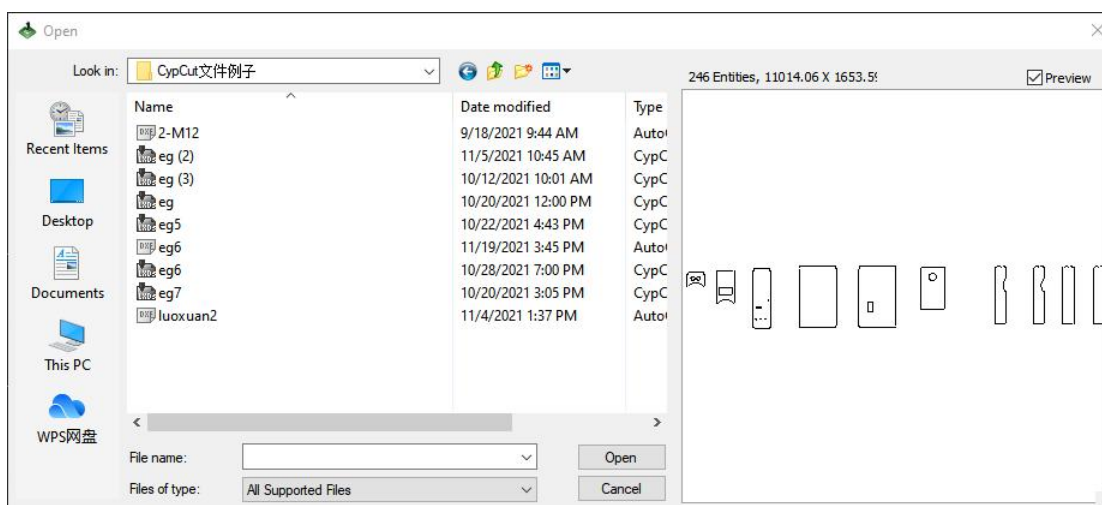 Open
Look in: CypCut文件例子
246 Entities, 11014.06 X 1653.59
Preview
Name Date modified Type
2-M12 9/18/2021 9:44 AM Auto
eg (2) 11/5/2021 10:45 AM CypC
eg (3) 10/12/2021 10:01 AM CypC
eg 10/20/2021 12:00 PM CypC
eg5 10/22/2021 4:43 PM CypC
eg6 11/19/2021 3:45 PM Auto
eg6 10/28/2021 7:00 PM CypC
eg7 10/20/2021 3:05 PM CypC
luoxuan2 11/4/2021 1:37 PM Auto
Recent Items
Desktop
Documents
This PC
WPS网盘
File name: Open
Files of type: All Supported Files Cancel